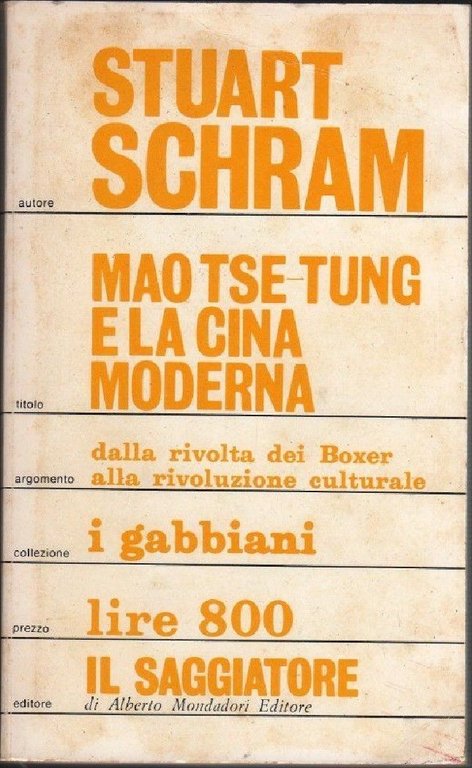 STUART
autore SCHRAM
MAO TSE-TUNG
E LA CINA
titolo MODERNA
dalla rivolta dei Boxer
argomento alla rivoluzione culturale
collezione i gabbiani
prezzo lire 800
IL SAGGIATORE
editore di Alberto Mondadori Editore